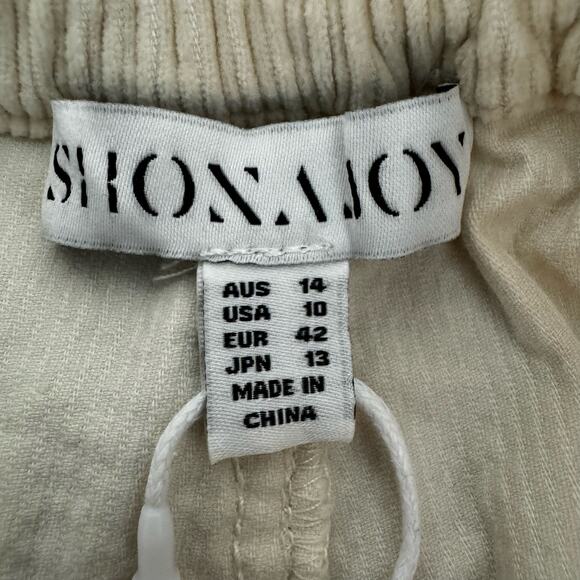 SHONA JOY
AUS 14
USA 10
EUR 42
JPN 13
MADE IN
CHINA